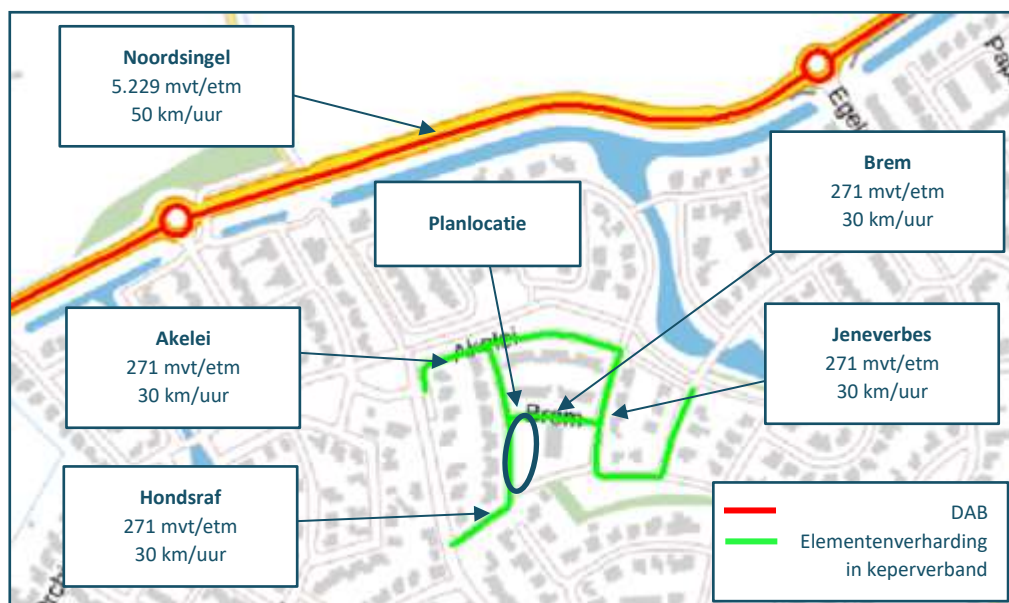 Noordsingel
5.229 mvt/etm
50 km/uur
Brem
271 mvt/etm
30 km/uur
Planlocatie
Akelei
271 mvt/etm
30 km/uur
Jeneverbes
271 mvt/etm
30 km/uur
Hondsraf
271 mvt/etm
30 km/uur
DAB
Elementenverharding
in keperverband
Pap
Egel
Akelei
Brem